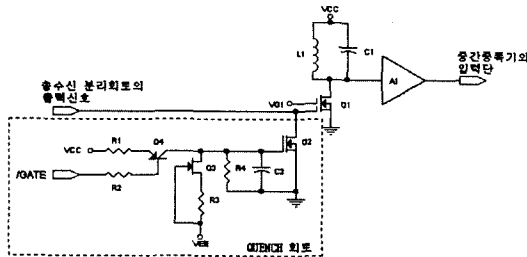 VCC
L1
C1
중간중폭기의
입력단
A1
송수신 분리회로의
출력신호
VG1
Q1
Q2
VCC
R1
Q4
/GATE
R2
Q3
R4
C2
R3
VEE
QUENCH 회로